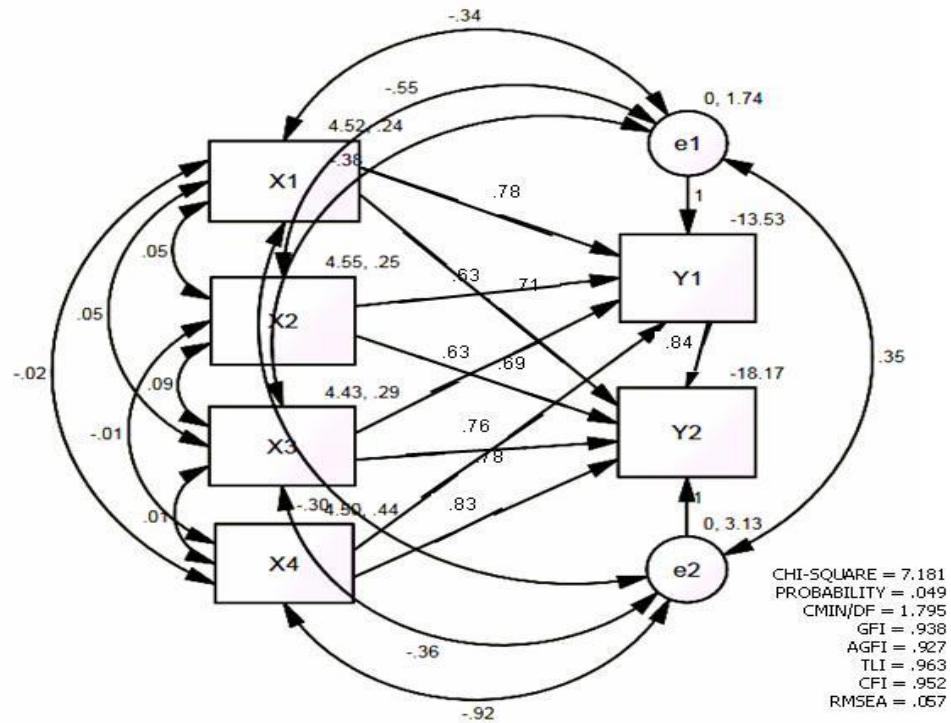 -.34
-.55
0, 1.74
4.52, .24
e1
-.38
X1
.78
1
-13.53
.05
4.55, .25
.63
.71
Y1
X2
.05
.63
.69
.84
.35
-.02
.09
4.43, .29
-18.17
-.01
.76
Y2
X3
.78
-.30
4.50, .44
.83
1
.01
0, 3.13
X4
e2
CHI-SQUARE = 7.181
PROBABILITY = .049
CMIN/DF = 1.795
GFI = .938
AGFI = .927
TLI = .963
CFI = .952
RMSEA = .057
-.36
-.92